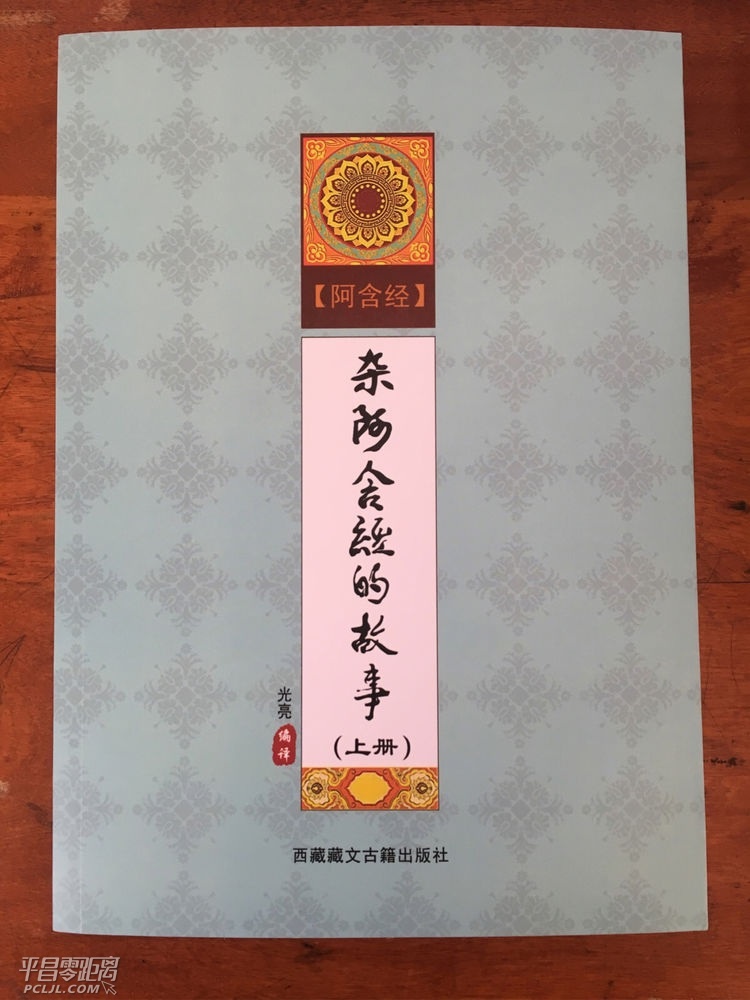 【阿含经】
杂阿含經的故事
(上册)
光亮
编译
西藏藏文古籍出版社
平昌零距离
PCLJL.COM